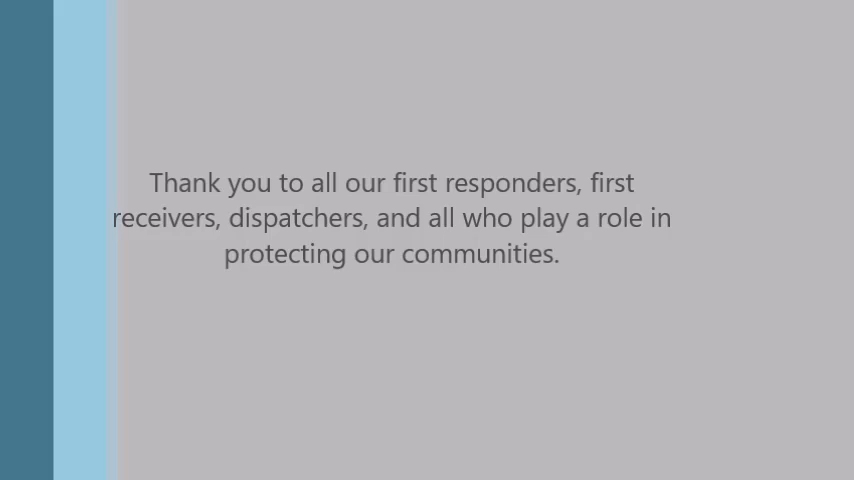 Thank you to all our first responders, first
receivers, dispatchers, and all who play a role in
protecting our communities.